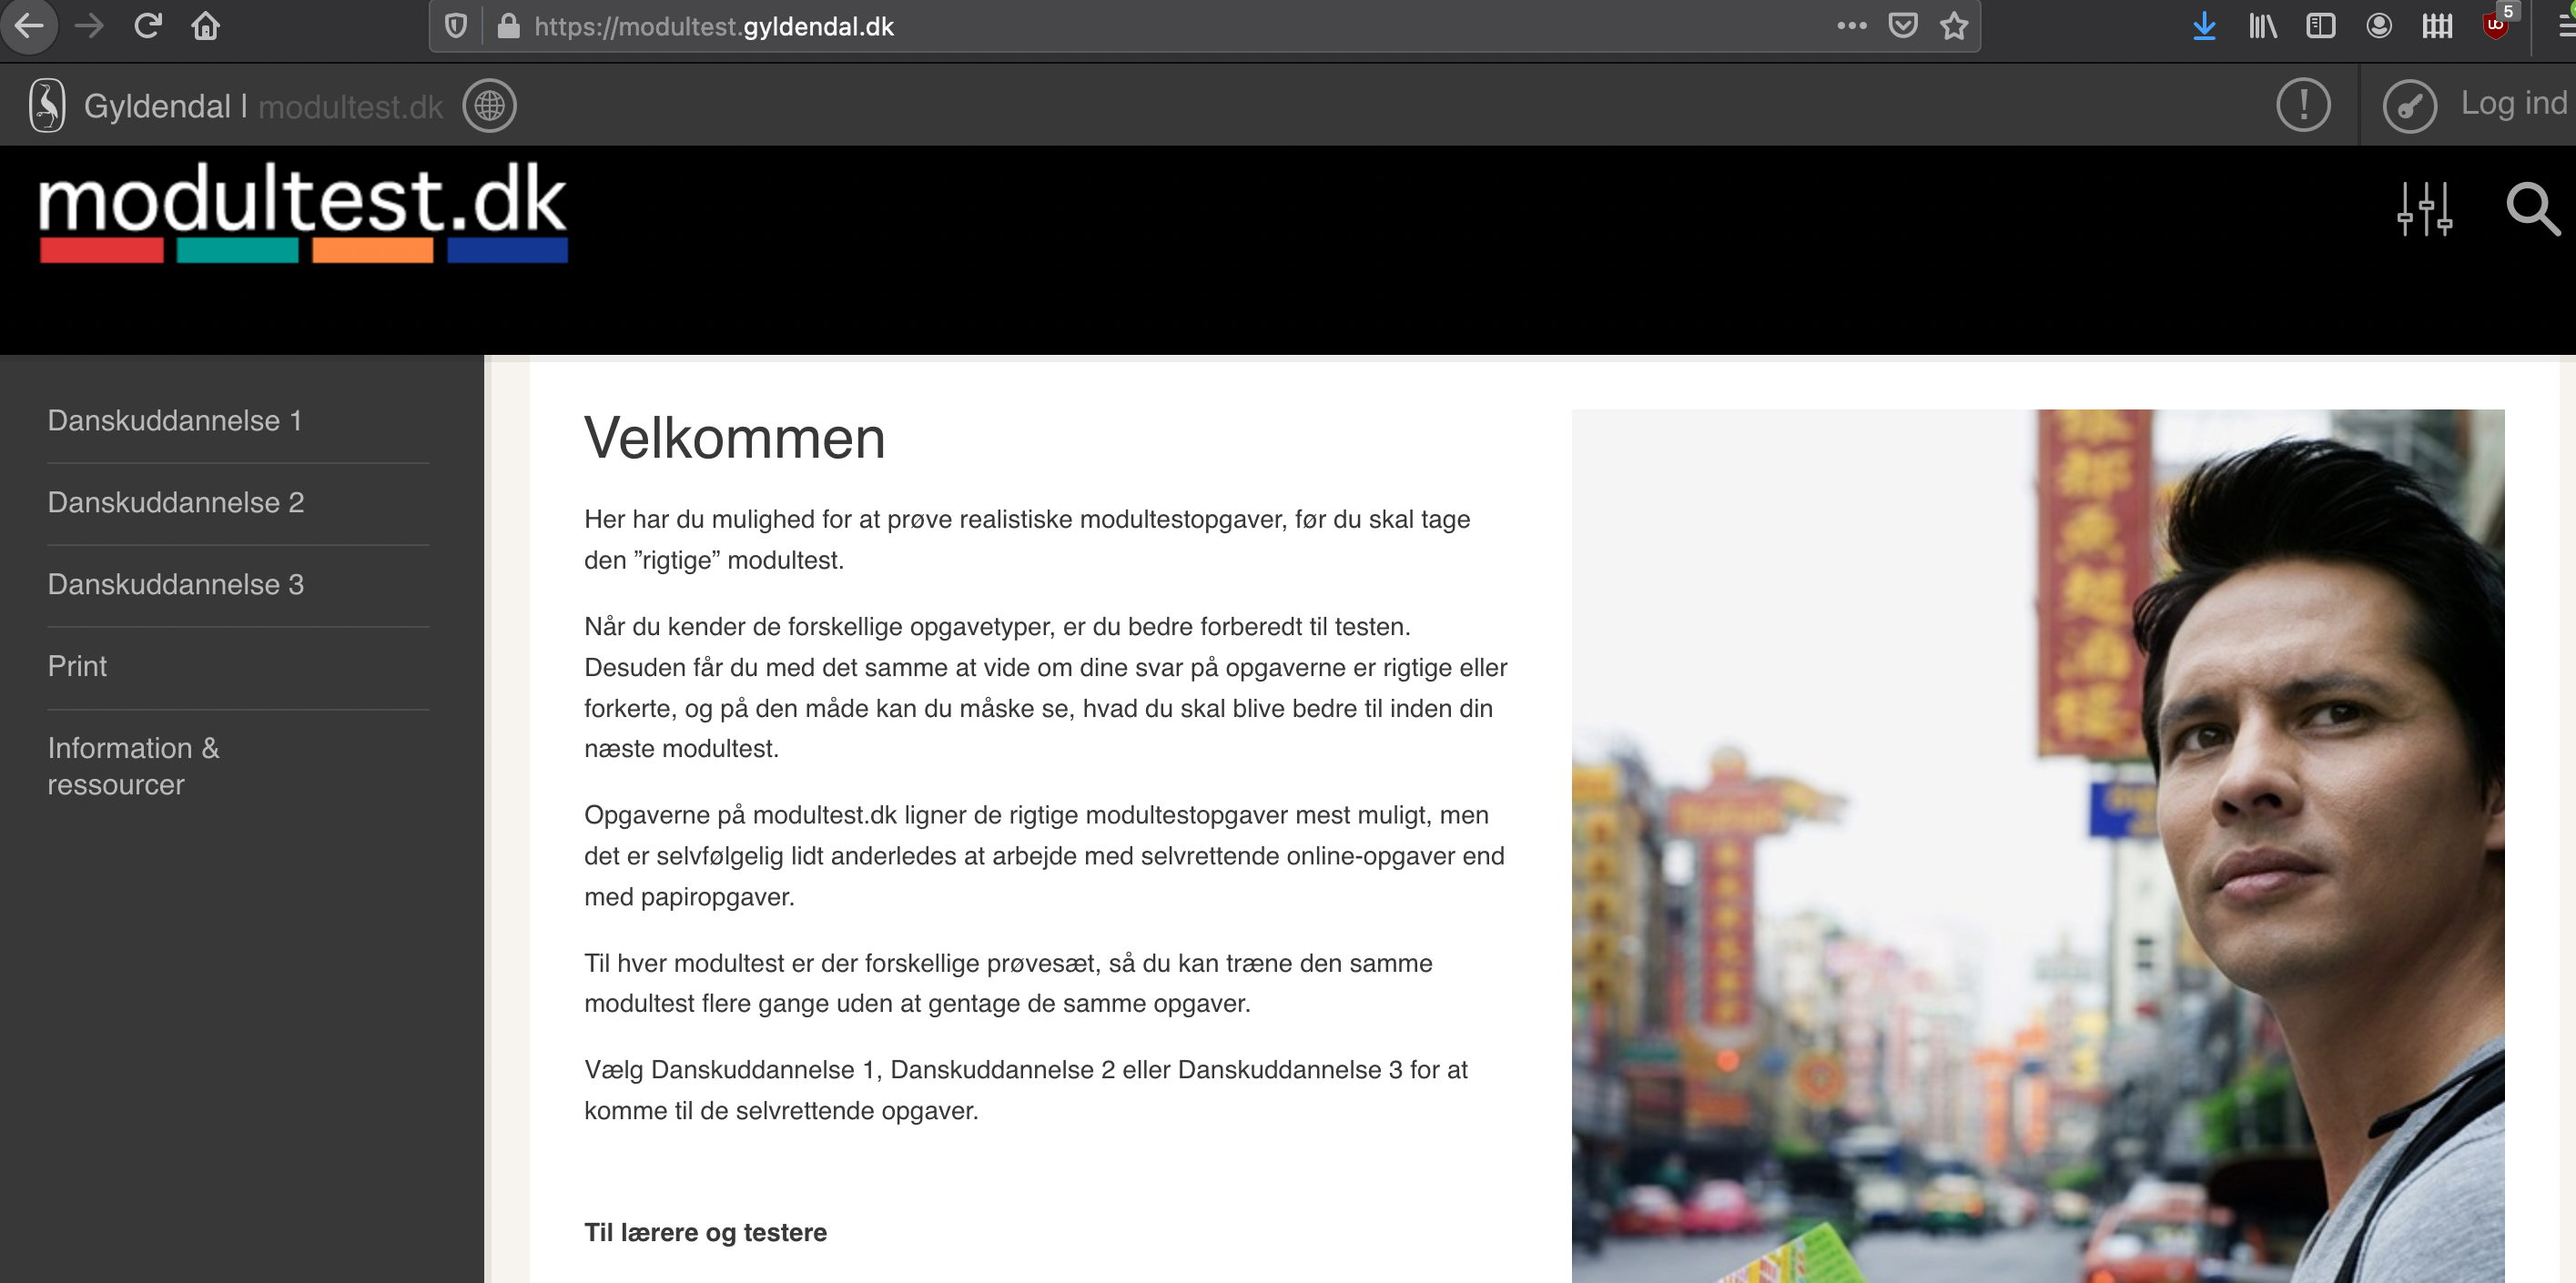 https://modultest.gyldendal.dk
5
Gyldendal | modultest.dk
Log ind
modultest.dk
Danskuddannelse 1
Danskuddannelse 2
Danskuddannelse 3
Print
Information &
ressourcer
Velkommen
Her har du mulighed for at prøve realistiske modultestopgaver, før du skal tage
den ”rigtige” modultest.
Når du kender de forskellige opgavetyper, er du bedre forberedt til testen.
Desuden får du med det samme at vide om dine svar på opgaverne er rigtige eller
forkerte, og på den måde kan du måske se, hvad du skal blive bedre til inden din
næste modultest.
Opgaverne på modultest.dk ligner de rigtige modultestopgaver mest muligt, men
det er selvfølgelig lidt anderledes at arbejde med selvrettende online-opgaver end
med papiropgaver.
Til hver modultest er der forskellige prøvesæt, så du kan træne den samme
modultest flere gange uden at gentage de samme opgaver.
Vælg Danskuddannelse 1, Danskuddannelse 2 eller Danskuddannelse 3 for at
komme til de selvrettende opgaver.
Til lærere og testere